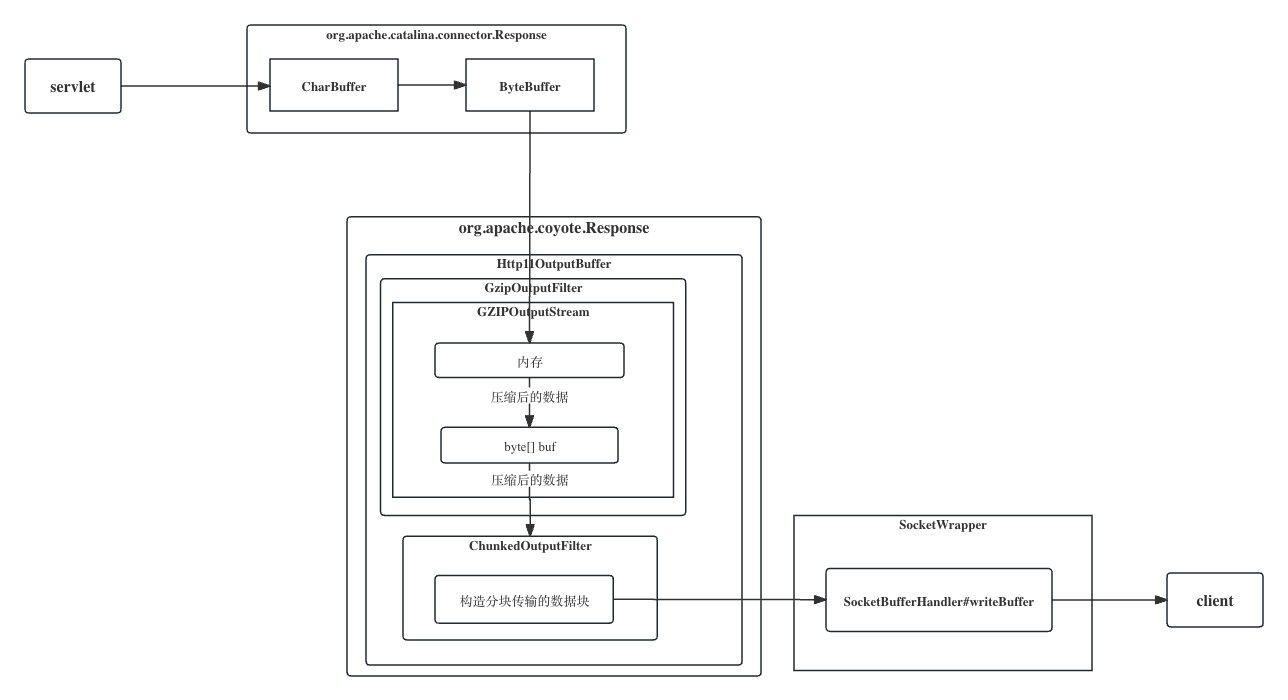 org.apache.catalina.connector.Response
servlet
CharBuffer
ByteBuffer
org.apache.coyote.Response
Http11OutputBuffer
GzipOutputFilter
GZIPOutputStream
内存
压缩后的数据
byte[] buf
压缩后的数据
ChunkedOutputFilter
构造分块传输的数据块
SocketWrapper
SocketBufferHandler#writeBuffer
client